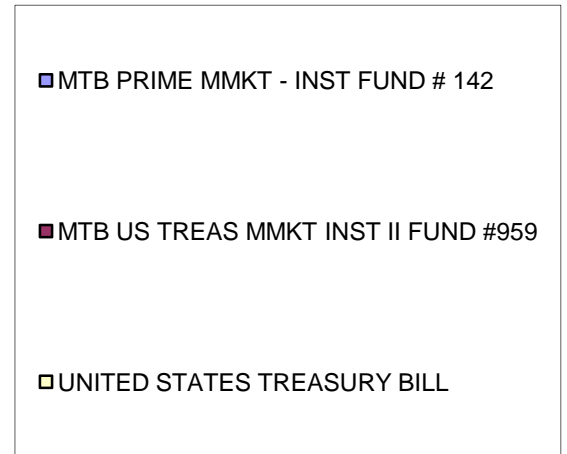 MTB PRIME MMKT - INST FUND # 142
MTB US TREAS MMKT INST II FUND #959
UNITED STATES TREASURY BILL